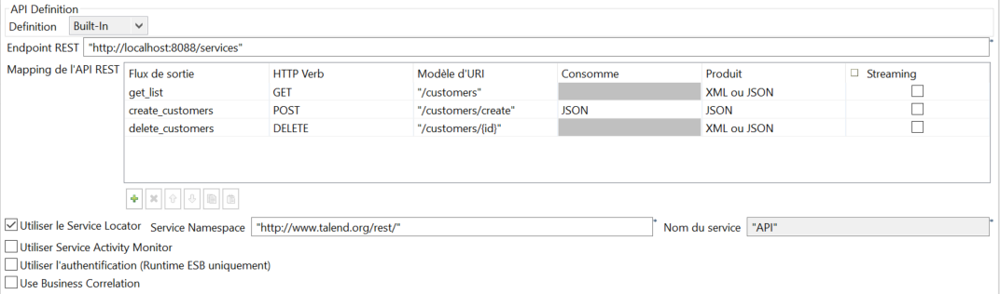 API Definition
Definition Built-In
Endpoint REST "http://localhost:8088/services" *
Mapping de l'API REST Flux de sortie HTTP Verb Modèle d'URI Consomme Produit Streaming
get_list GET "/customers" XML ou JSON
create_customers POST "/customers/create" JSON JSON
delete_customers DELETE "/customers/{id}" XML ou JSON
Utiliser le Service Locator Service Namespace "http://www.talend.org/rest/" * Nom du service "API" *
Utiliser Service Activity Monitor
Utiliser l'authentification (Runtime ESB uniquement)
Use Business Correlation